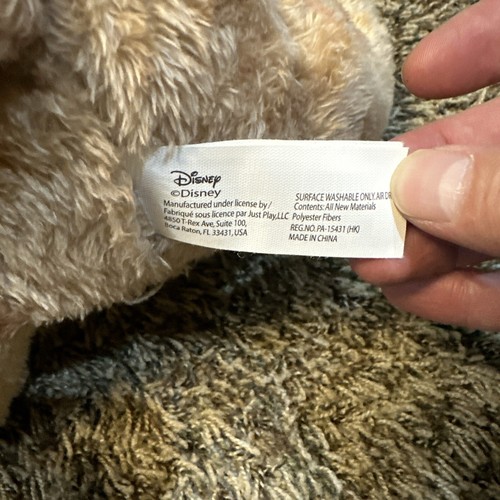 Disney
©Disney
Manufactured under license by /
Fabriqué sous licence par Just Play,LLC
4850 T-Rex Ave, Suite 100,
Boca Raton, FL 33431, USA
SURFACE WASHABLE ONLY. AIR DR
Contents: All New Materials
Polyester Fibers
REG.NO. PA-15431 (HK)
MADE IN CHINA